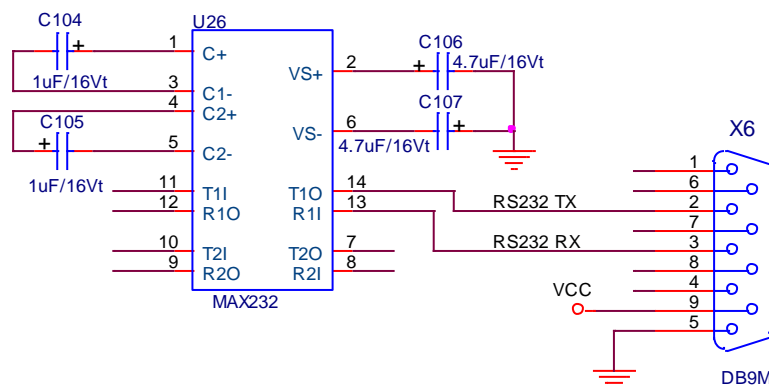 C104
1
+
1uF/16Vt
3
4
C105
+
5
1uF/16Vt
11
12
10
9
U26
C+
C1-
C2+
C2-
T1I
R1O
T2I
R2O
VS+
VS-
T1O
R1I
T2O
R2I
MAX232
2
+
C106
4.7uF/16Vt
6
C107
+
4.7uF/16Vt
14
13
7
8
RS232 TX
RS232 RX
VCC
X6
1
6
2
7
3
8
4
9
5
DB9M